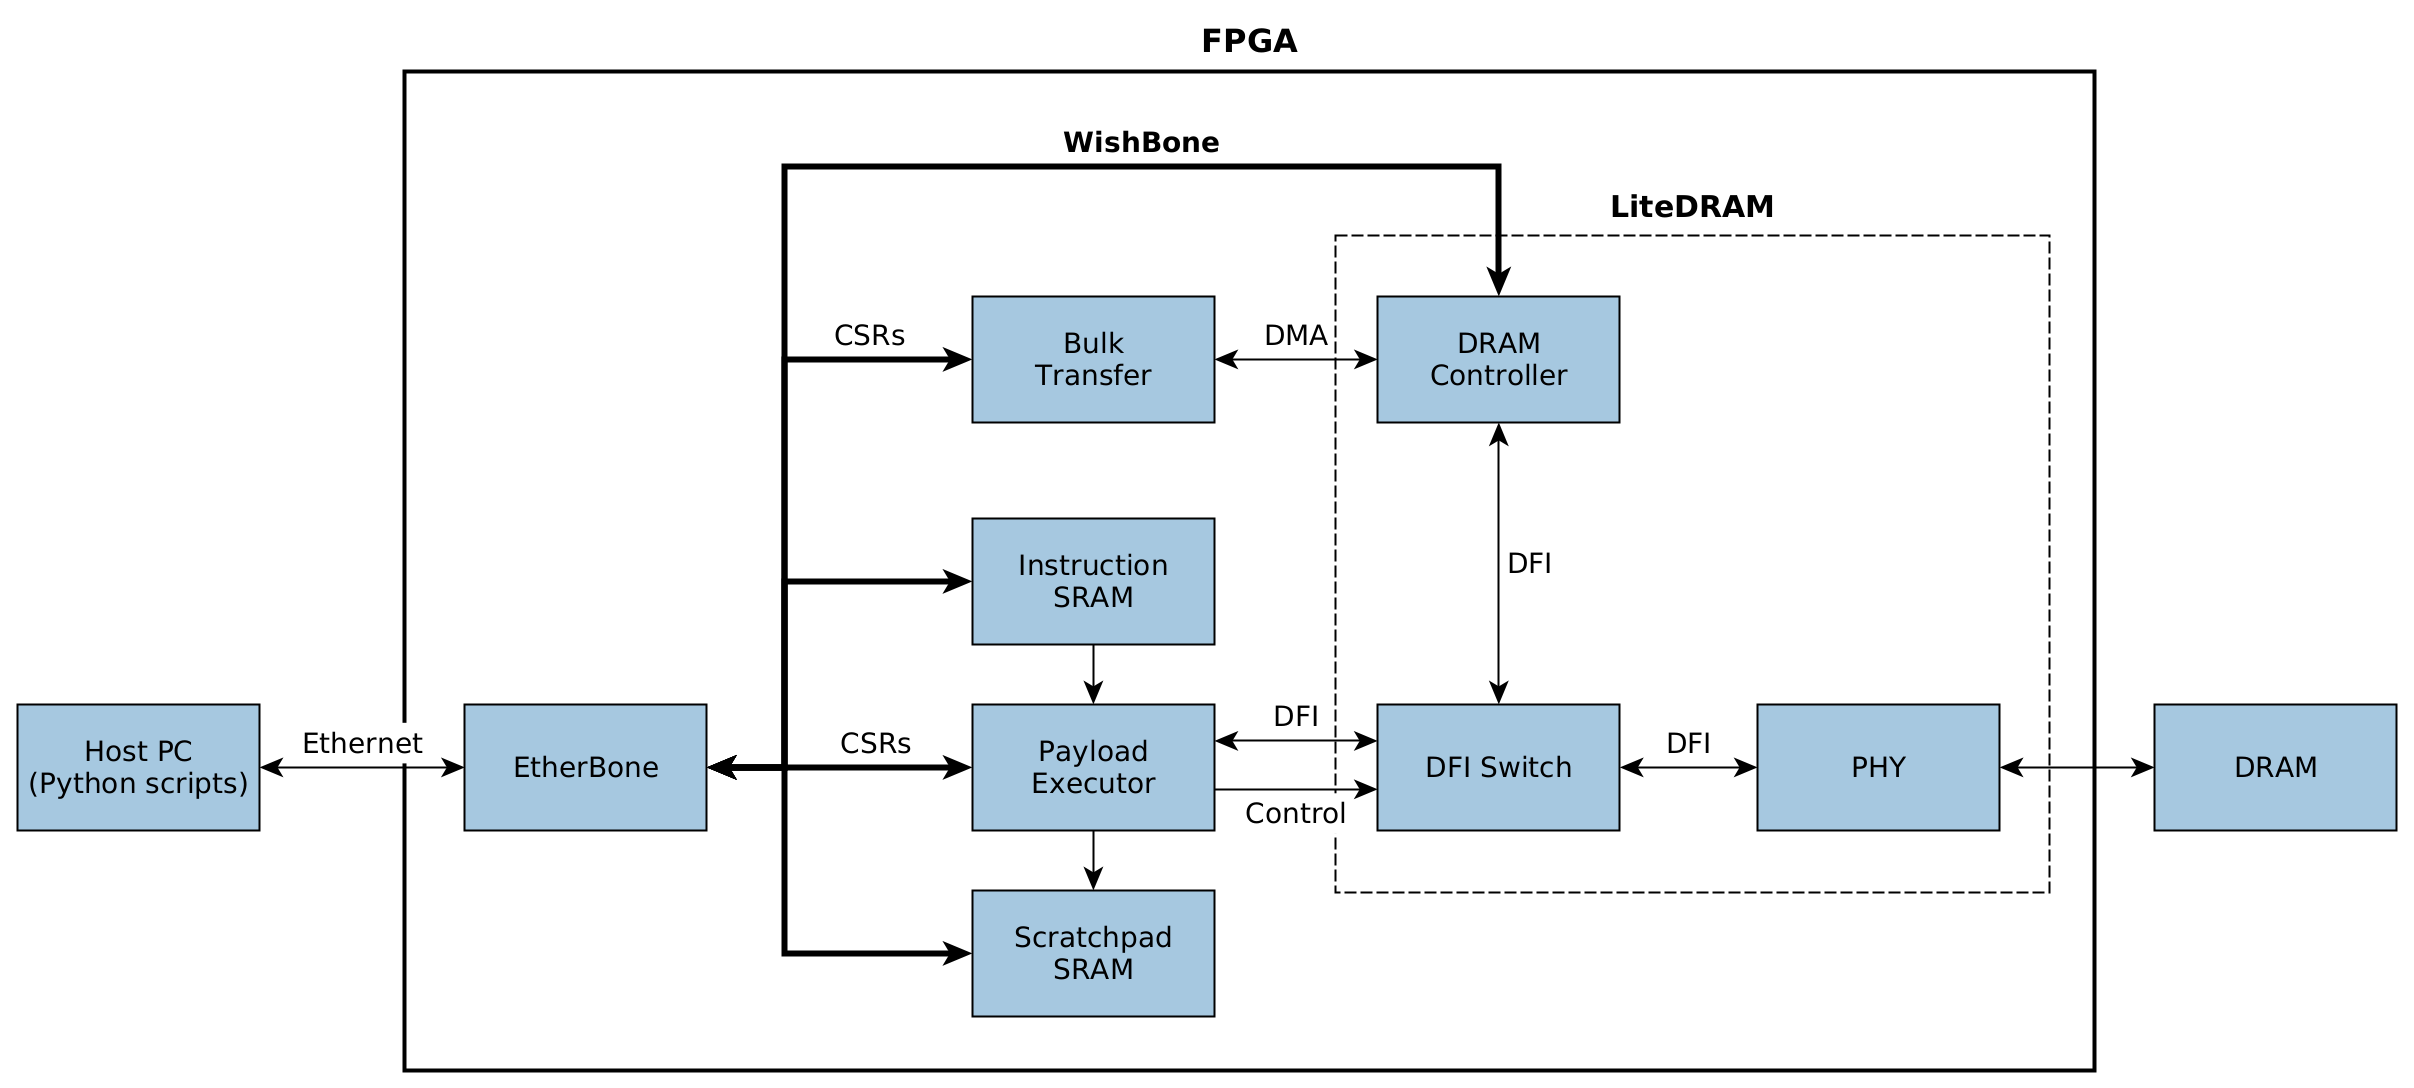 FPGA
WishBone
LiteDRAM
CSRs
Bulk
Transfer
DMA
DRAM
Controller
Instruction
SRAM
DFI
Host PC
(Python scripts)
Ethernet
EtherBone
CSRs
Payload
Executor
DFI
Control
DFI Switch
DFI
PHY
DRAM
Scratchpad
SRAM